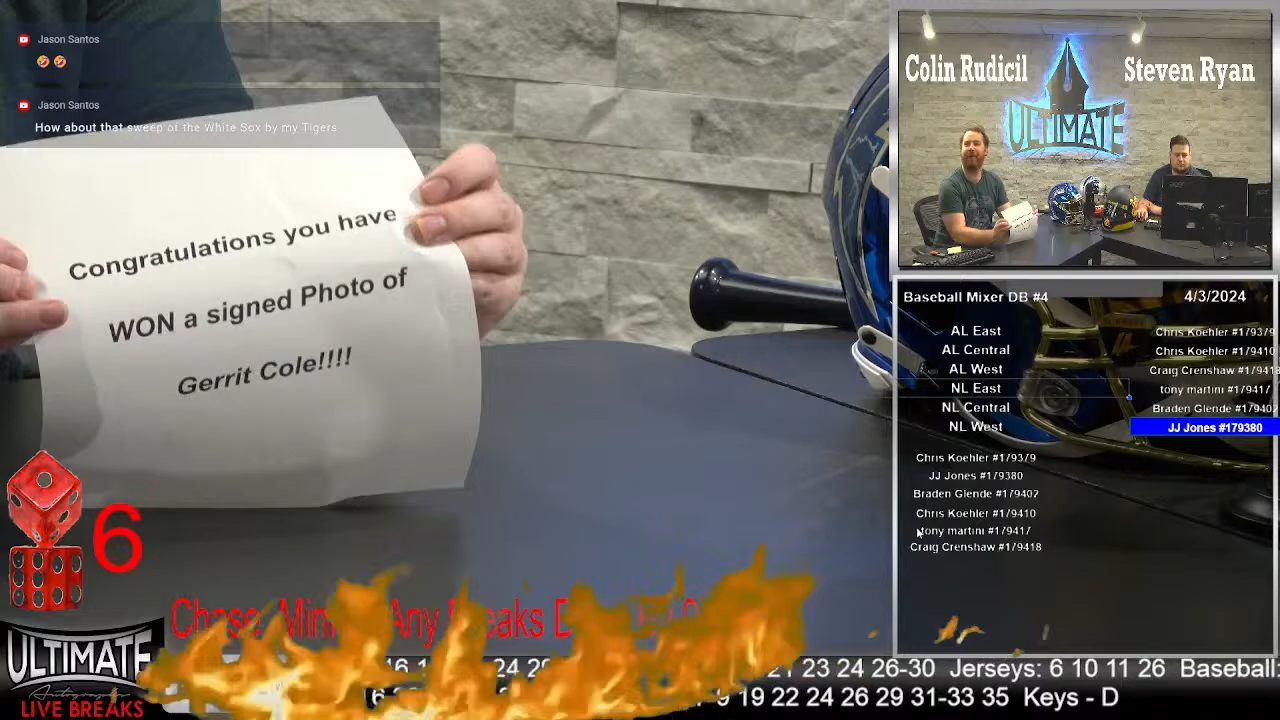 Jason Santos
Jason Santos
How about that sweep of the White Sox by my Tigers
Congratulations you have
WON a signed Photo of
Gerrit Cole!!!!
6
ULTIMATE
Autographs
LIVE BREAKS
Colin Rudicil
Steven Ryan
ULTIMATE
Baseball Mixer DB #4 4/3/2024
AL East Chris Koehler #179379
AL Central Chris Koehler #179410
AL West Craig Crenshaw #179418
NL East tony martini #179417
NL Central Braden Glende #179402
NL West JJ Jones #179380
Chris Koehler #179379
JJ Jones #179380
Braden Glende #179402
Chris Koehler #179410
tony martini #179417
Craig Crenshaw #179418
Any
23 24 26-30 Jerseys: 6 10 11 26 Baseball:
9 19 22 24 26 29 31-33 35 Keys - D